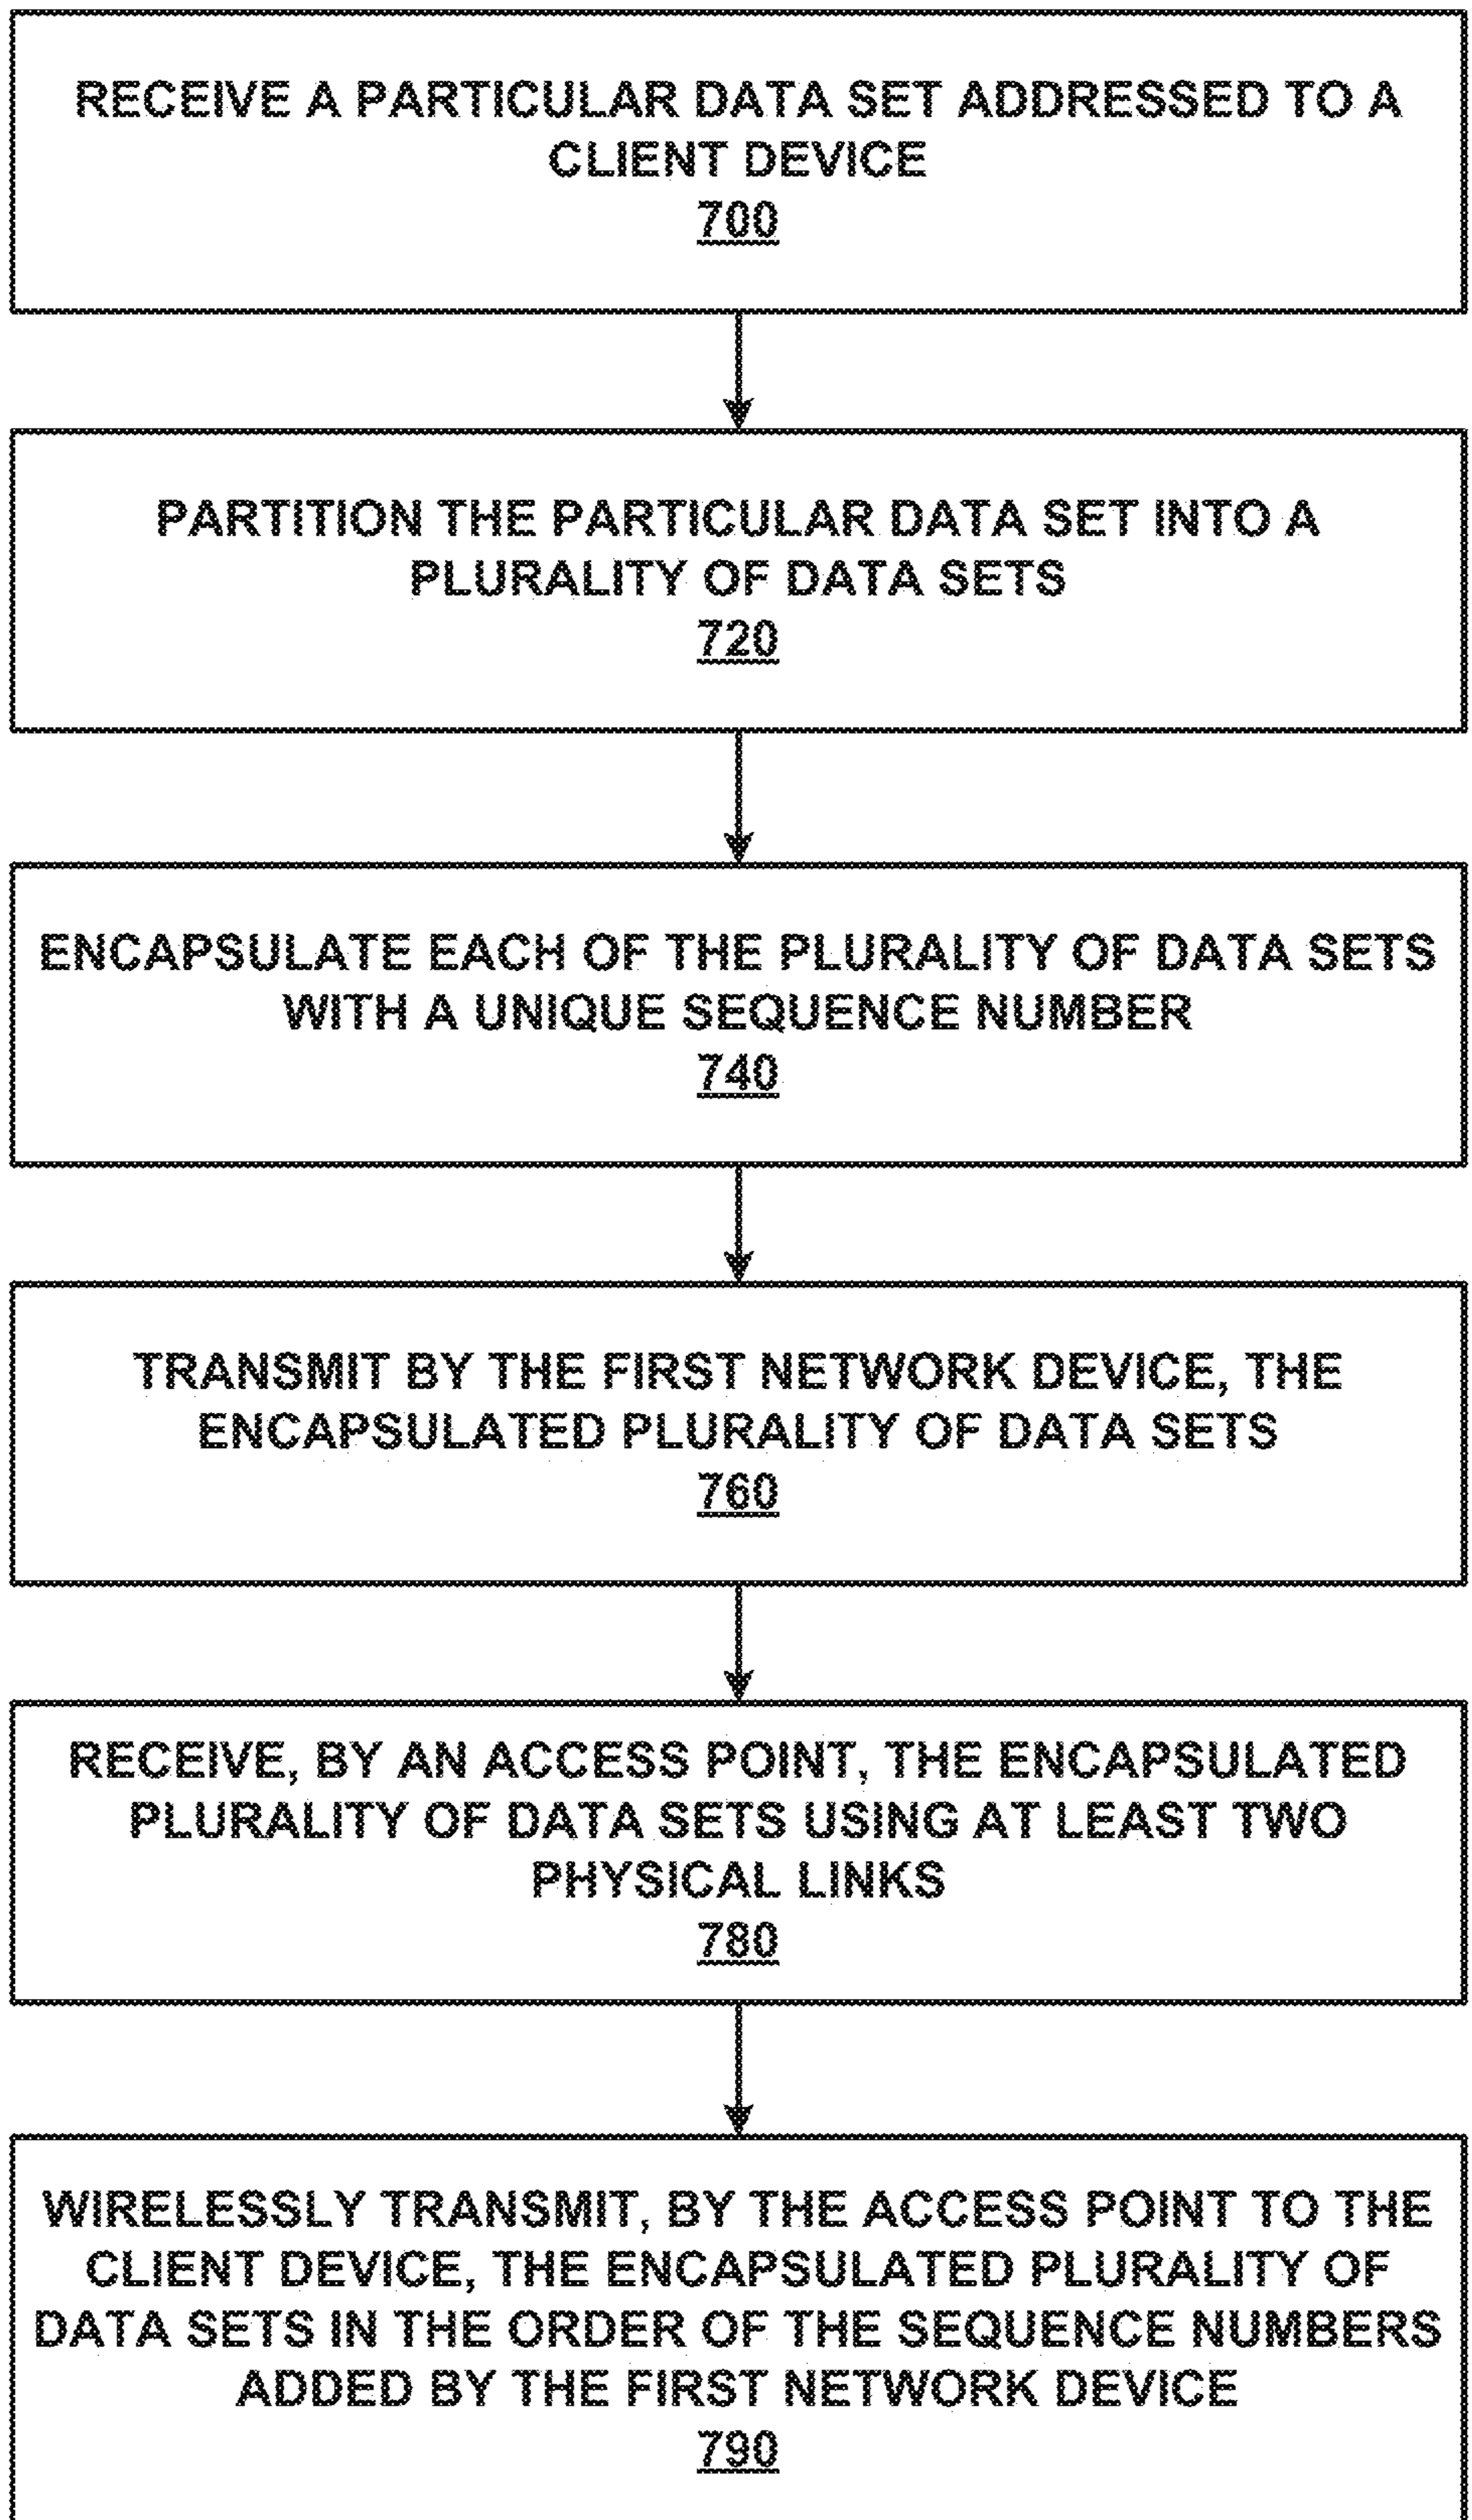 RECEIVE A PARTICULAR DATA SET ADDRESSED TO A
CLIENT DEVICE
700
PARTITION THE PARTICULAR DATA SET INTO A
PLURALITY OF DATA SETS
720
ENCAPSULATE EACH OF THE PLURALITY OF DATA SETS
WITH A UNIQUE SEQUENCE NUMBER
740
TRANSMIT BY THE FIRST NETWORK DEVICE, THE
ENCAPSULATED PLURALITY OF DATA SETS
760
RECEIVE, BY AN ACCESS POINT, THE ENCAPSULATED
PLURALITY OF DATA SETS USING AT LEAST TWO
PHYSICAL LINKS
780
WIRELESSLY TRANSMIT, BY THE ACCESS POINT TO THE
CLIENT DEVICE, THE ENCAPSULATED PLURALITY OF
DATA SETS IN THE ORDER OF THE SEQUENCE NUMBERS
ADDED BY THE FIRST NETWORK DEVICE
790